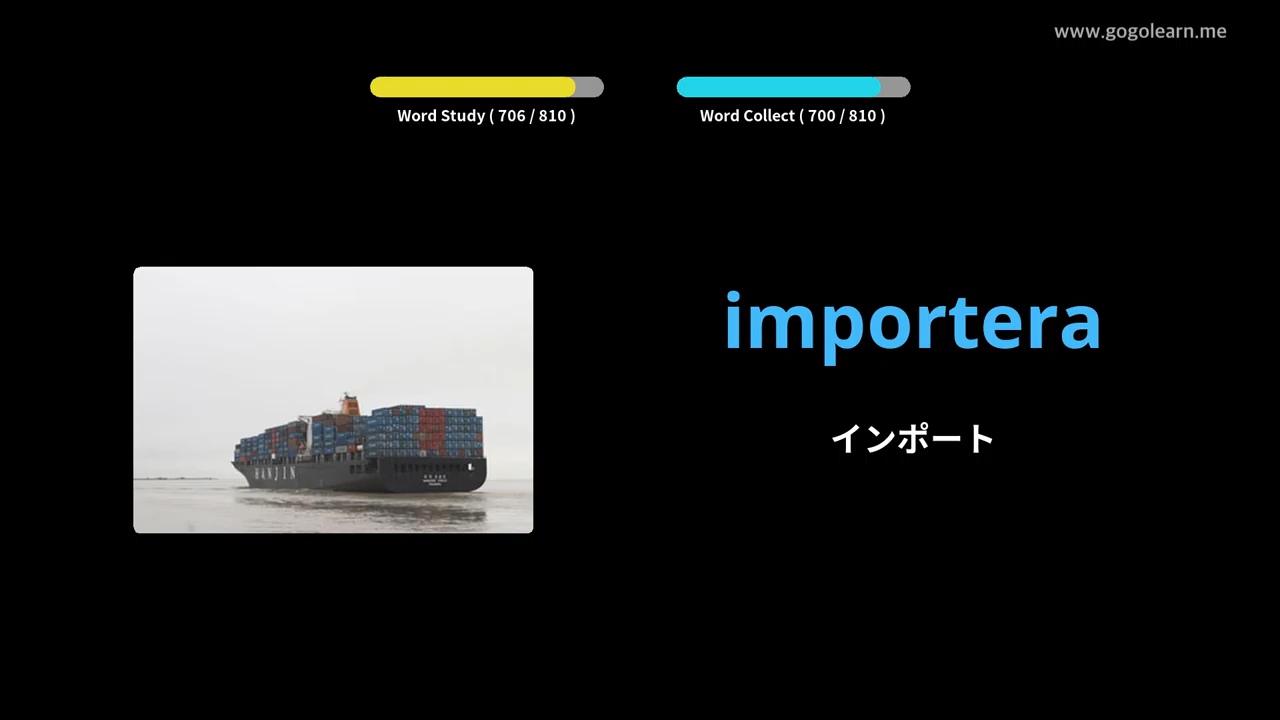 www.gogolearn.me
Word Study ( 706 / 810 )
Word Collect ( 700 / 810 )
importera
インポート
HANJIN